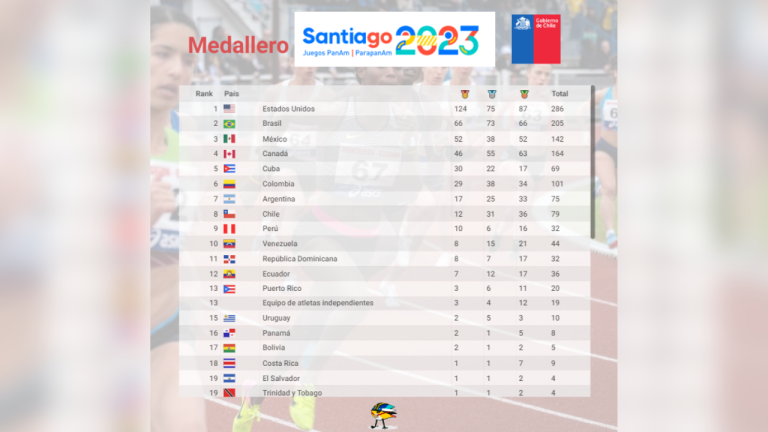 Medallero
Santiago 2023
Juegos PanAm | ParapanAm
Gobierno
de Chile
Rank País Total
1 Estados Unidos 124 75 87 286
2 Brasil 66 73 66 205
3 México 52 38 52 142
4 Canadá 46 55 63 164
5 Cuba 30 22 17 69
6 Colombia 29 38 34 101
7 Argentina 17 25 33 75
8 Chile 12 31 36 79
9 Perú 10 6 16 32
10 Venezuela 8 15 21 44
11 República Dominicana 8 7 17 32
12 Ecuador 7 12 17 36
13 Puerto Rico 3 6 11 20
13 Equipo de atletas independientes 3 4 12 19
15 Uruguay 2 5 3 10
16 Panamá 2 1 5 8
17 Bolivia 2 1 2 5
18 Costa Rica 1 1 7 9
19 El Salvador 1 1 2 4
19 Trinidad y Tobago 1 1 2 4
67